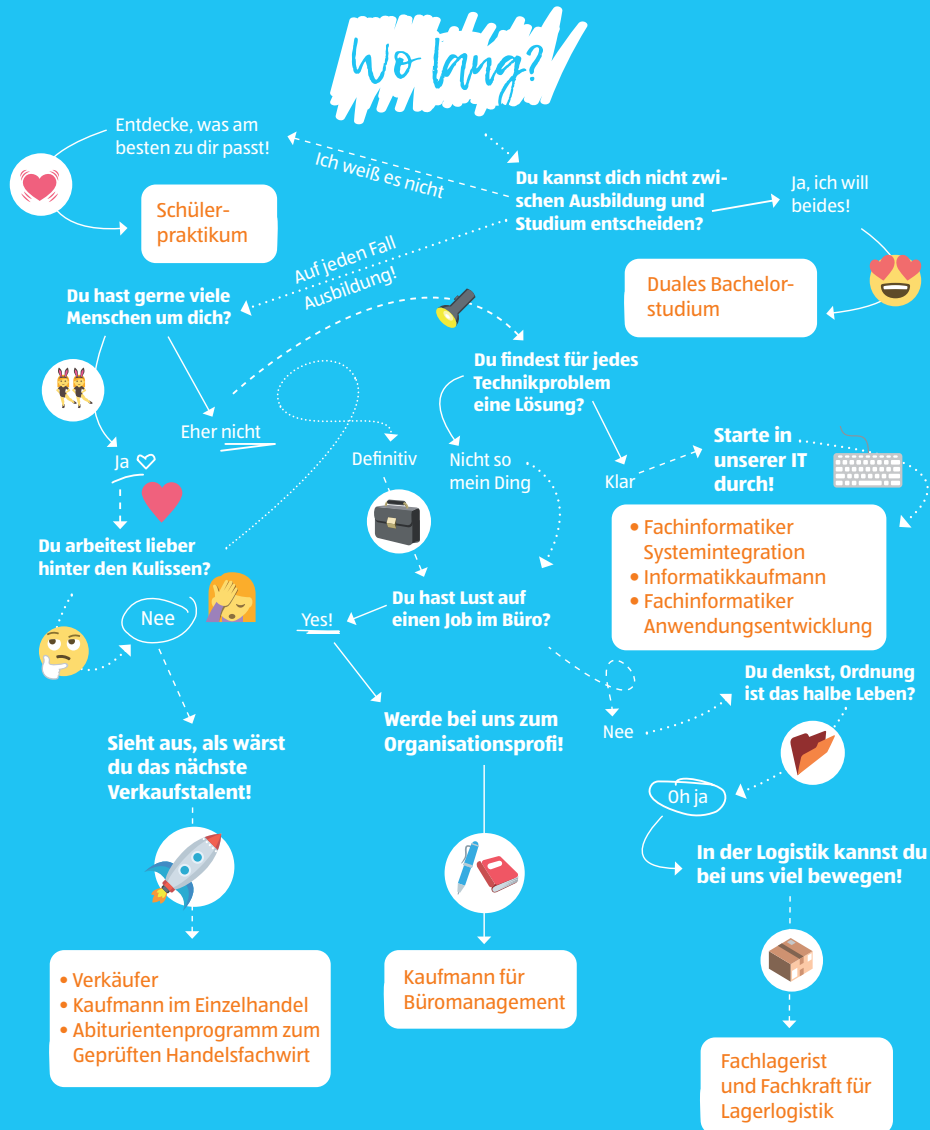 Wo lang?
Entdecke, was am
besten zu dir passt!
Ich weiß es nicht
Du kannst dich nicht zwi-
schen Ausbildung und
Studium entscheiden?
Ja, ich will
beides!
Schüler-
praktikum
Auf jeden Fall
Ausbildung!
Duales Bachelor-
studium
Du hast gerne viele
Menschen um dich?
Du findest für jedes
Technikproblem
eine Lösung?
Eher nicht
Ja
Definitiv
Nicht so
mein Ding
Klar
Starte in
unserer IT
durch!
• Fachinformatiker
Systemintegration
• Informatikkaufmann
• Fachinformatiker
Anwendungsentwicklung
Du arbeitest lieber
hinter den Kulissen?
Nee
Yes!
Du hast Lust auf
einen Job im Büro?
Nee
Du denkst, Ordnung
ist das halbe Leben?
Sieht aus, als wärst
du das nächste
Verkaufstalent!
Werde bei uns zum
Organisationsprofi!
Oh ja
In der Logistik kannst du
bei uns viel bewegen!
• Verkäufer
• Kaufmann im Einzelhandel
• Abiturientenprogramm zum
Geprüften Handelsfachwirt
Kaufmann für
Büromanagement
Fachlagerist
und Fachkraft für
Lagerlogistik